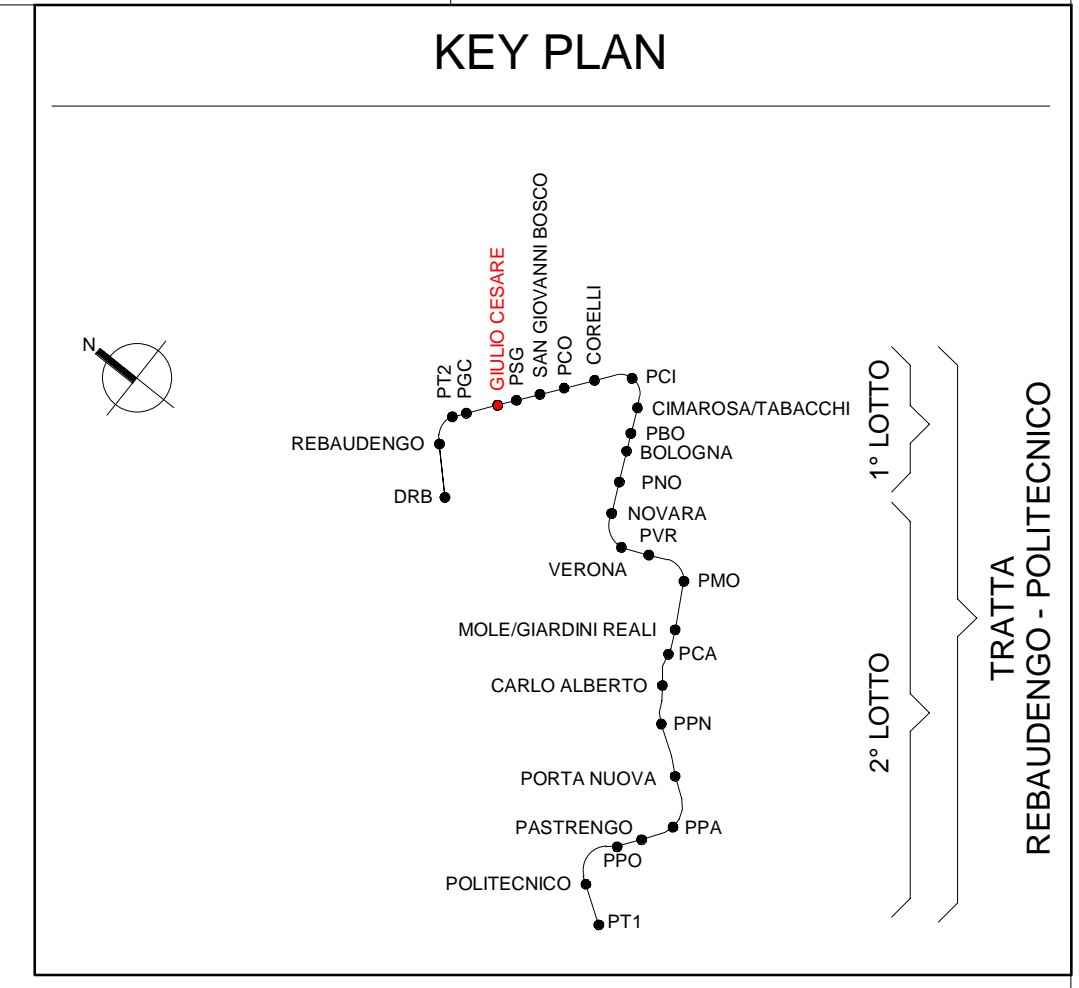 KEY PLAN
N
PT2
PGC
GIULIO CESARE
PSG
SAN GIOVANNI BOSCO
PCO
CORELLI
PCI
CIMAROSA/TABACCHI
REBAUDENGO
PBO
BOLOGNA
PNO
DRB
NOVARA
PVR
VERONA
PMO
MOLE/GIARDINI REALI
PCA
CARLO ALBERTO
PPN
PORTA NUOVA
PASTRENGO
PPA
PPO
POLITECNICO
PT1
1° LOTTO
2° LOTTO
TRATTA
REBAUDENGO - POLITECNICO